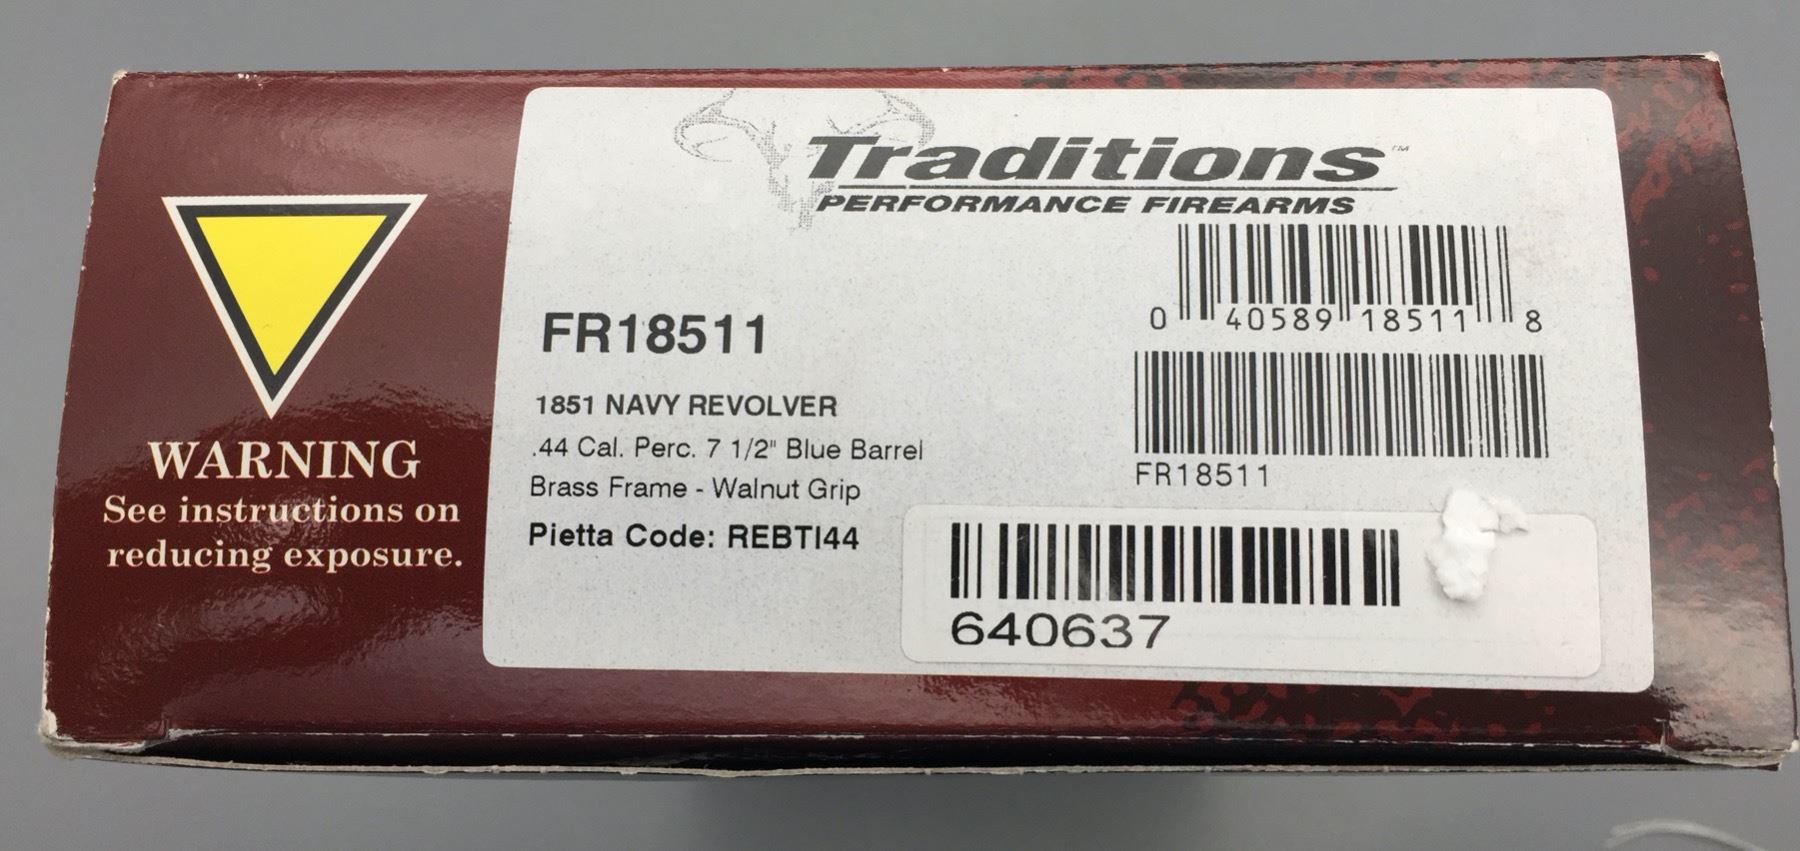 WARNING
See instructions on
reducing exposure.
Traditions™
PERFORMANCE FIREARMS
FR18511
1851 NAVY REVOLVER
.44 Cal. Perc. 7 1/2" Blue Barrel
Brass Frame - Walnut Grip
Pietta Code: REBTI44
0 40589 18511 8
FR18511
640637